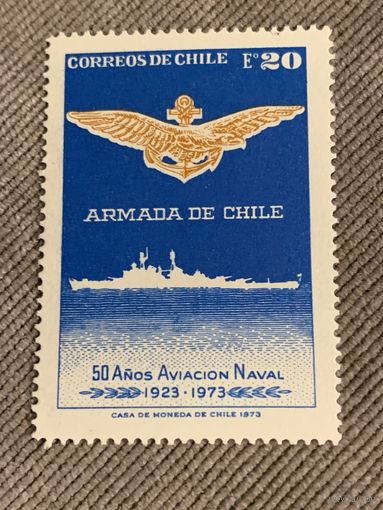 CORREOS DE CHILE Eº 20
ARMADA DE CHILE
50 AÑOS AVIACION NAVAL
1923 · 1973
CASA DE MONEDA DE CHILE 1973